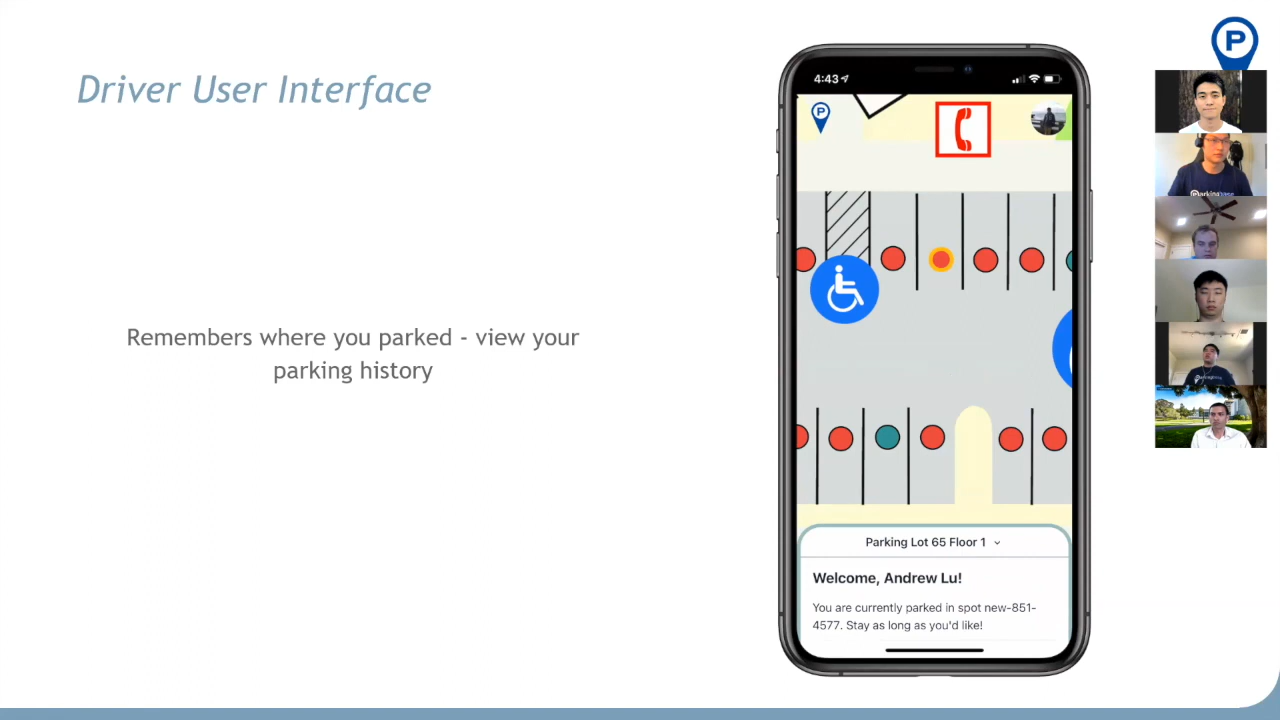 Driver User Interface
Remembers where you parked - view your
parking history
P
4:43
P
Parking Lot 65 Floor 1
Welcome, Andrew Lu!
You are currently parked in spot new-851-
4577. Stay as long as you'd like!